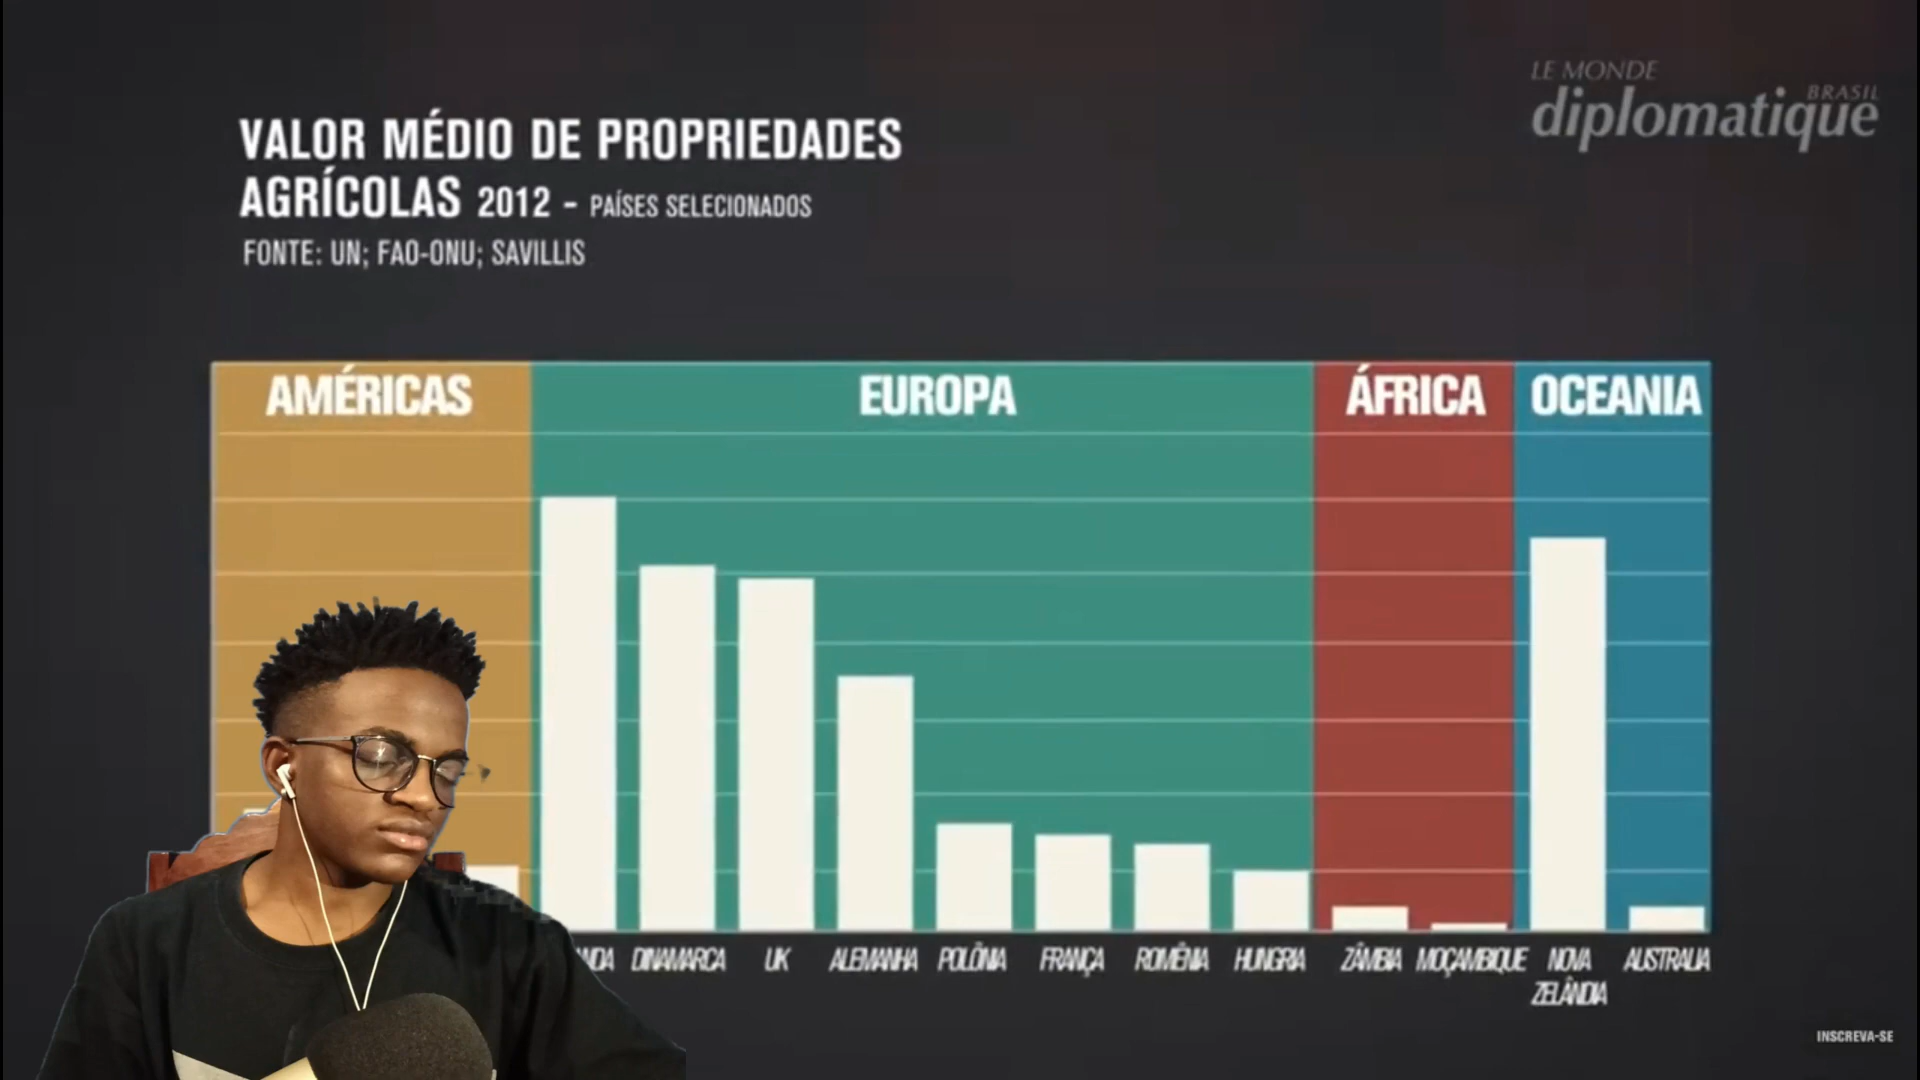 LE MONDE
diplomatique
BRASIL
VALOR MÉDIO DE PROPRIEDADES
AGRÍCOLAS 2012 - PAÍSES SELECIONADOS
FONTE: UN; FAO-ONU; SAVILLIS
AMÉRICAS EUROPA ÁFRICA OCEANIA
DINAMARCA UK ALEMANHA POLÔNIA FRANÇA ROMÊNIA HUNGRIA ZÂMBIA MOÇAMBIQUE NOVA AUSTRALIA
ZELÂNDIA
INSCREVA-SE